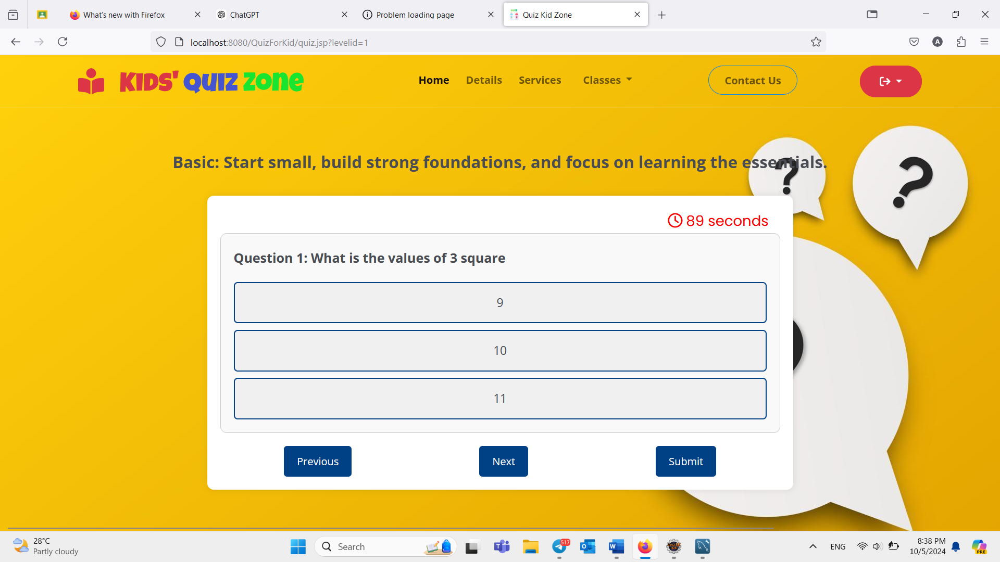 What's new with Firefox
ChatGPT
Problem loading page
Quiz Kid Zone
localhost:8080/QuizForKid/quiz.jsp?levelid=1
A
KIDS' QUIZ ZONE
Home
Details
Services
Classes
Contact Us
Basic: Start small, build strong foundations, and focus on learning the essentials.
? ?
89 seconds
Question 1: What is the values of 3 square
9
10
11
Previous
Next
Submit
28°C
Partly cloudy
Search
517
ENG
8:38 PM
10/5/2024
PRE